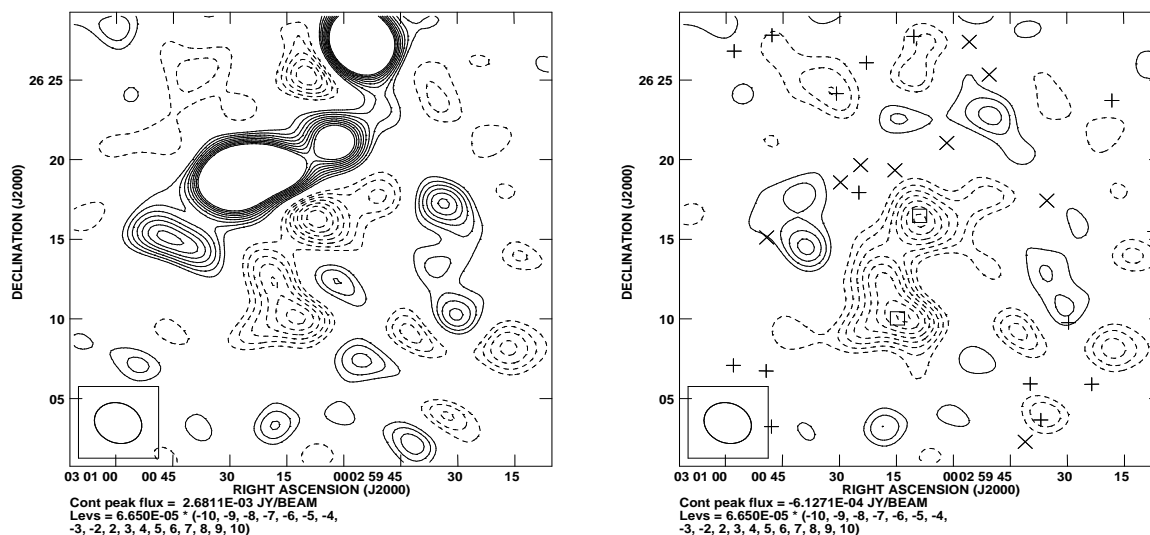 26 25
20
15
10
05
DECLINATION (J2000)
03 01 00 00 45 30 15 00 02 59 45 30 15
RIGHT ASCENSION (J2000)
Cont peak flux = 2.6811E-03 JY/BEAM
Levs = 6.650E-05 * (-10, -9, -8, -7, -6, -5, -4,
-3, -2, 2, 3, 4, 5, 6, 7, 8, 9, 10)
26 25
20
15
10
05
DECLINATION (J2000)
03 01 00 00 45 30 15 00 02 59 45 30 15
RIGHT ASCENSION (J2000)
Cont peak flux = -6.1271E-04 JY/BEAM
Levs = 6.650E-05 * (-10, -9, -8, -7, -6, -5, -4,
-3, -2, 2, 3, 4, 5, 6, 7, 8, 9, 10)